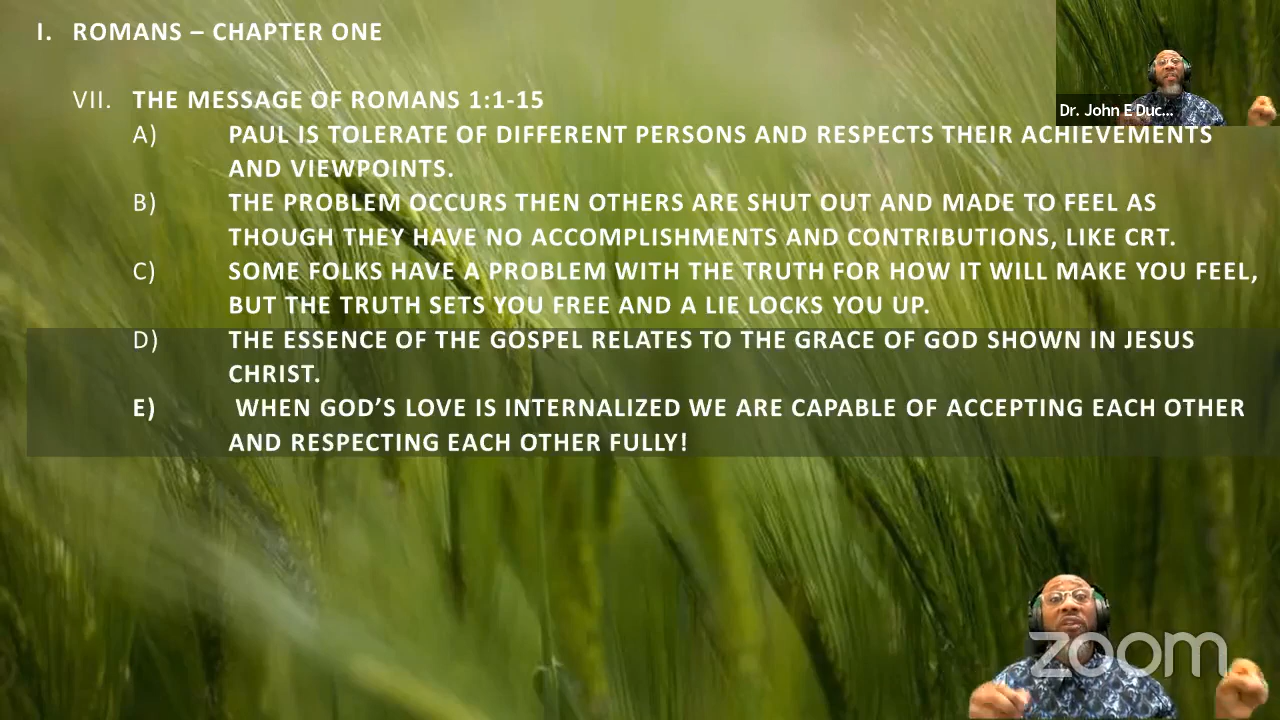 I. ROMANS – CHAPTER ONE
VII. THE MESSAGE OF ROMANS 1:1-15
A) PAUL IS TOLERATE OF DIFFERENT PERSONS AND RESPECTS THEIR ACHIEVEMENTS
AND VIEWPOINTS.
B) THE PROBLEM OCCURS THEN OTHERS ARE SHUT OUT AND MADE TO FEEL AS
THOUGH THEY HAVE NO ACCOMPLISHMENTS AND CONTRIBUTIONS, LIKE CRT.
C) SOME FOLKS HAVE A PROBLEM WITH THE TRUTH FOR HOW IT WILL MAKE YOU FEEL,
BUT THE TRUTH SETS YOU FREE AND A LIE LOCKS YOU UP.
D) THE ESSENCE OF THE GOSPEL RELATES TO THE GRACE OF GOD SHOWN IN JESUS
CHRIST.
E) WHEN GOD’S LOVE IS INTERNALIZED WE ARE CAPABLE OF ACCEPTING EACH OTHER
AND RESPECTING EACH OTHER FULLY!
Dr. John E Duc...
zoom